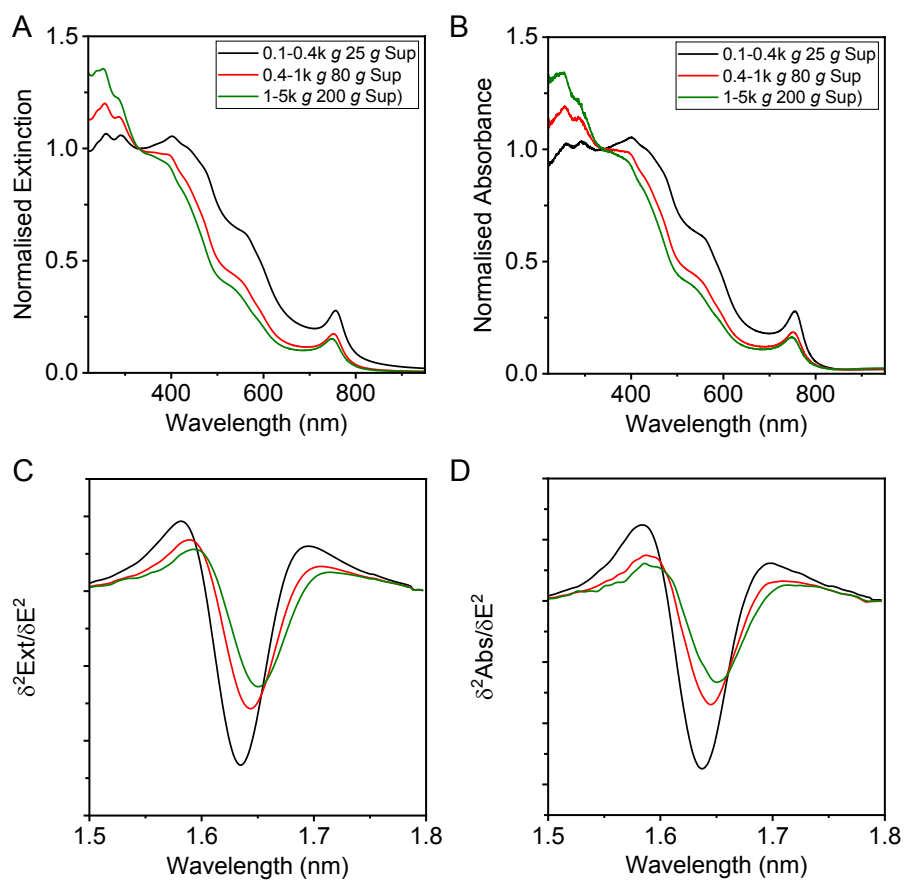 A
1.5
1.0
0.5
0.0
Normalised Extinction
0.1-0.4k g 25 g Sup
0.4-1k g 80 g Sup
1-5k g 200 g Sup)
400
600
800
Wavelength (nm)
B
1.5
1.0
0.5
0.0
Normalised Absorbance
0.1-0.4k g 25 g Sup
0.4-1k g 80 g Sup
1-5k g 200 g Sup)
400
600
800
Wavelength (nm)
C
δ²Ext/δE²
1.5
1.6
1.7
1.8
Wavelength (nm)
D
δ²Abs/δE²
1.5
1.6
1.7
1.8
Wavelength (nm)